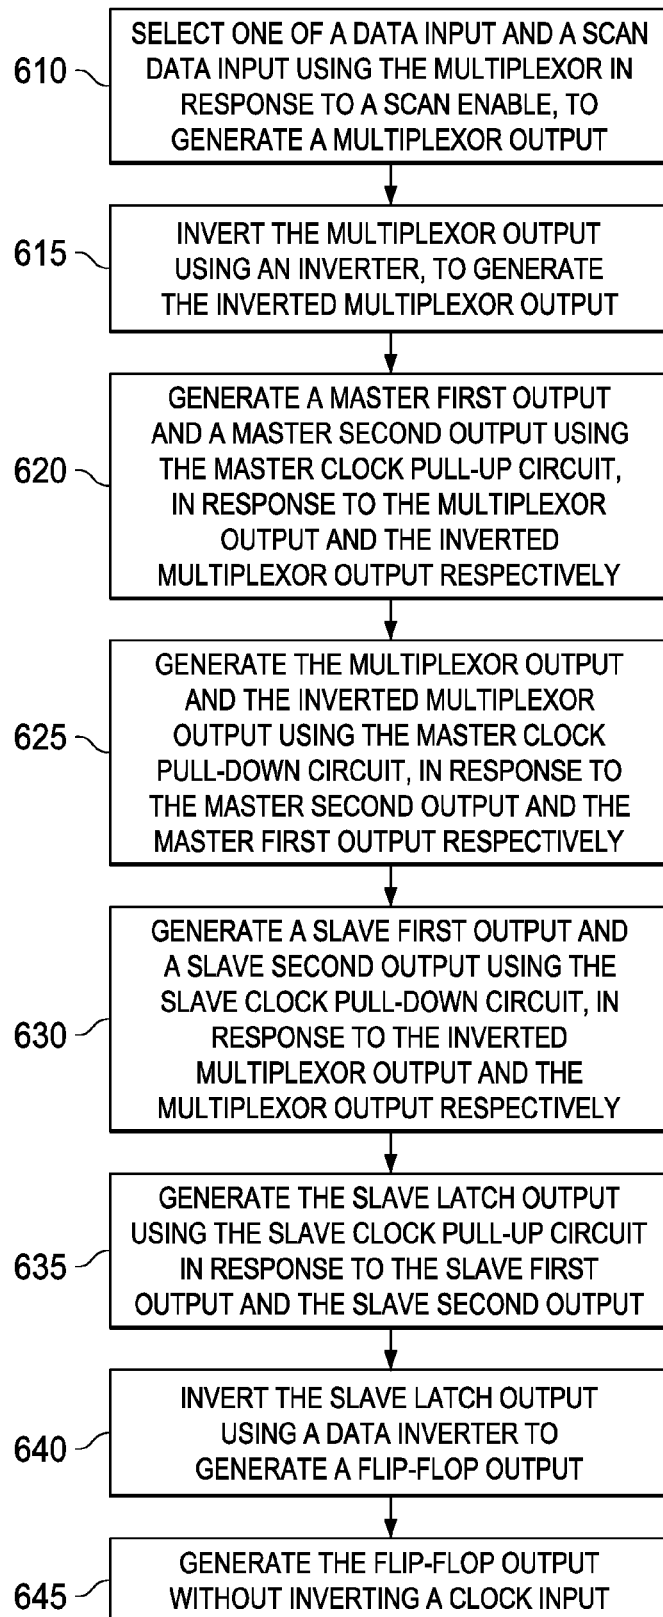 610
SELECT ONE OF A DATA INPUT AND A SCAN
DATA INPUT USING THE MULTIPLEXOR IN
RESPONSE TO A SCAN ENABLE, TO
GENERATE A MULTIPLEXOR OUTPUT
615
INVERT THE MULTIPLEXOR OUTPUT
USING AN INVERTER, TO GENERATE
THE INVERTED MULTIPLEXOR OUTPUT
620
GENERATE A MASTER FIRST OUTPUT
AND A MASTER SECOND OUTPUT USING
THE MASTER CLOCK PULL-UP CIRCUIT,
IN RESPONSE TO THE MULTIPLEXOR
OUTPUT AND THE INVERTED
MULTIPLEXOR OUTPUT RESPECTIVELY
625
GENERATE THE MULTIPLEXOR OUTPUT
AND THE INVERTED MULTIPLEXOR
OUTPUT USING THE MASTER CLOCK
PULL-DOWN CIRCUIT, IN RESPONSE TO
THE MASTER SECOND OUTPUT AND THE
MASTER FIRST OUTPUT RESPECTIVELY
630
GENERATE A SLAVE FIRST OUTPUT AND
A SLAVE SECOND OUTPUT USING THE
SLAVE CLOCK PULL-DOWN CIRCUIT, IN
RESPONSE TO THE INVERTED
MULTIPLEXOR OUTPUT AND THE
MULTIPLEXOR OUTPUT RESPECTIVELY
635
GENERATE THE SLAVE LATCH OUTPUT
USING THE SLAVE CLOCK PULL-UP CIRCUIT
IN RESPONSE TO THE SLAVE FIRST
OUTPUT AND THE SLAVE SECOND OUTPUT
640
INVERT THE SLAVE LATCH OUTPUT
USING A DATA INVERTER TO
GENERATE A FLIP-FLOP OUTPUT
645
GENERATE THE FLIP-FLOP OUTPUT
WITHOUT INVERTING A CLOCK INPUT